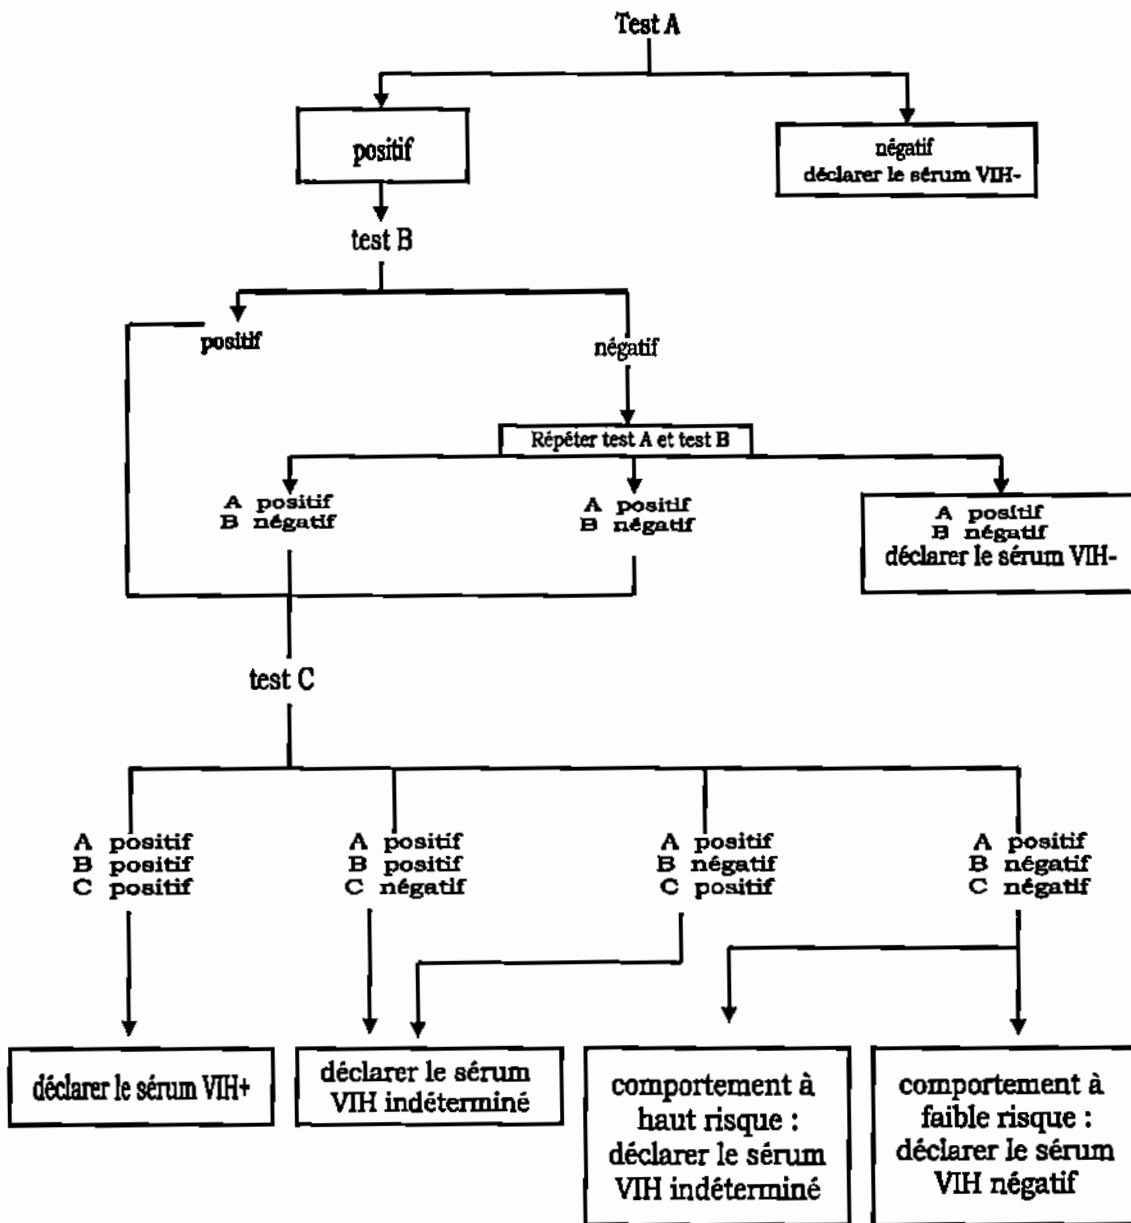 Test A
positif
négatif
déclarer le sérum VIH-
test B
positif
négatif
Répéter test A et test B
A positif
B négatif
A positif
B négatif
A positif
B négatif
déclarer le sérum VIH-
test C
A positif
B positif
C positif
A positif
B positif
C négatif
A positif
B négatif
C positif
A positif
B négatif
C négatif
déclarer le sérum VIH+
déclarer le sérum
VIH indéterminé
comportement à
haut risque :
déclarer le sérum
VIH indéterminé
comportement à
faible risque :
déclarer le sérum
VIH négatif